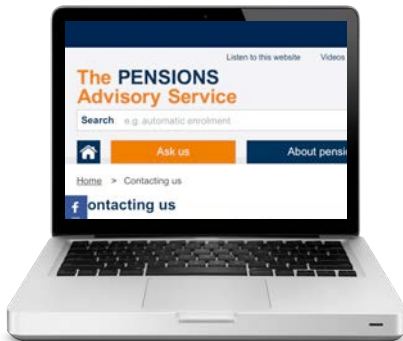 Listen to this website Videos
The PENSIONS
Advisory Service
Search e.g. automatic enrolment
Ask us About pensi
Home > Contacting us
f ontacting us